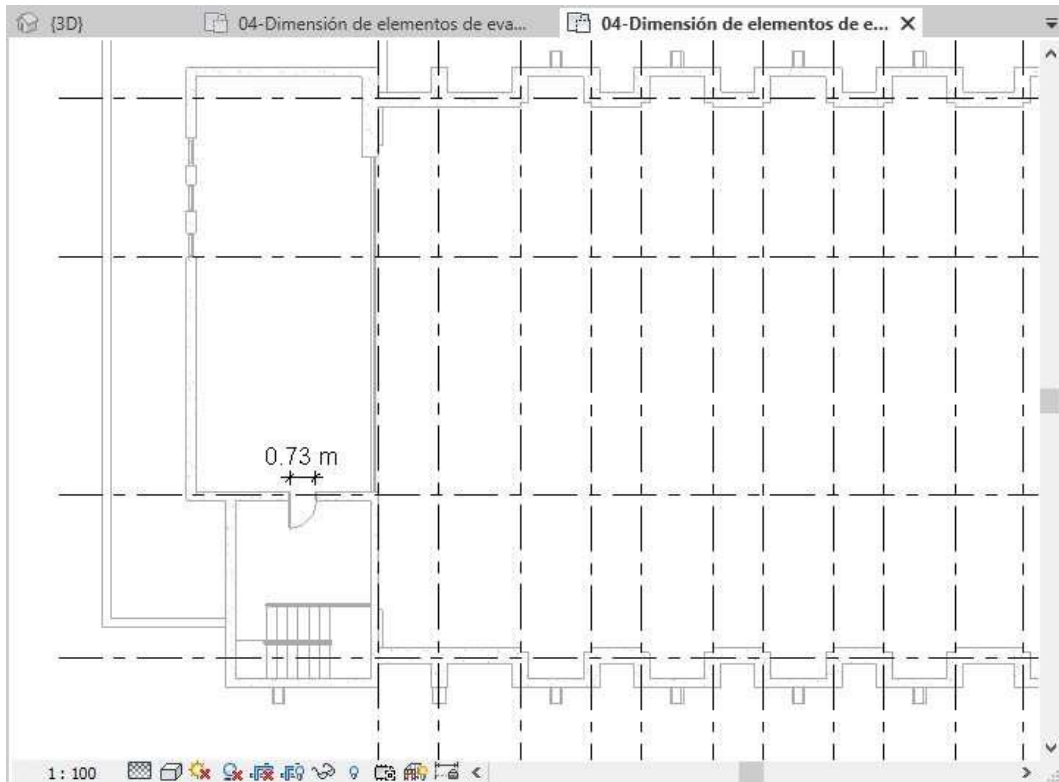 {3D}
04-Dimensión de elementos de eva...
04-Dimensión de elementos de e...
0.73 m
1 : 100